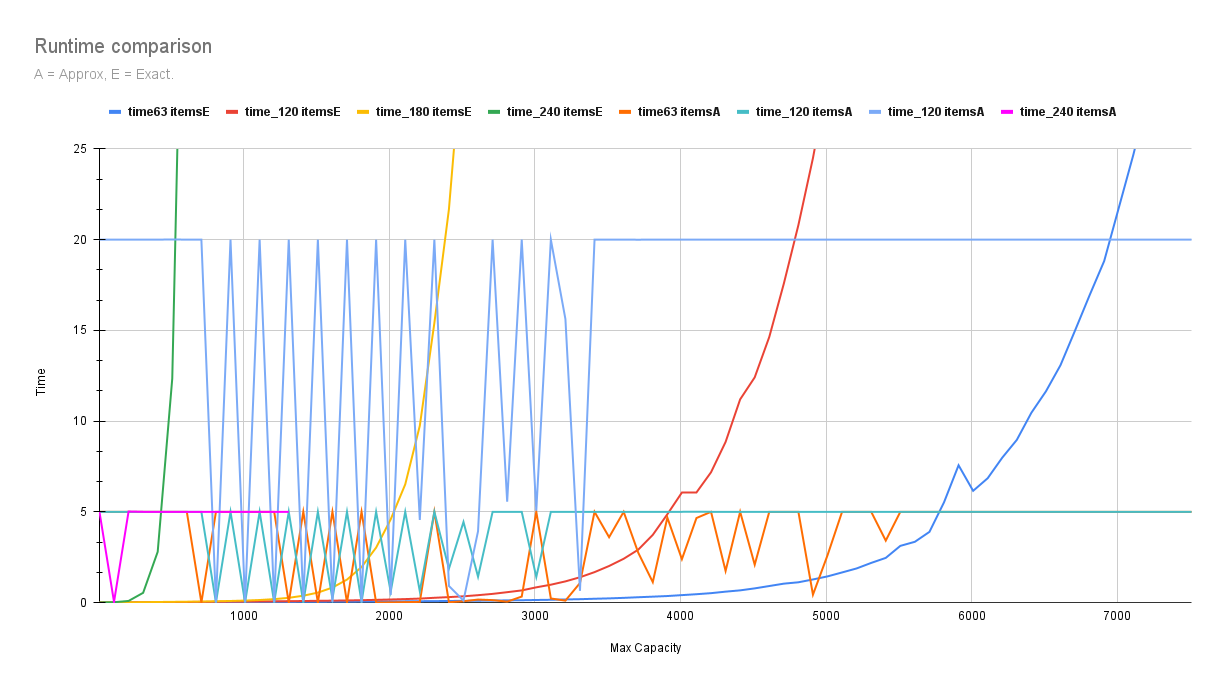 Runtime comparison
A = Approx, E = Exact.
time63 itemsE time_120 itemsE time_180 itemsE time_240 itemsE time63 itemsA time_120 itemsA time_120 itemsA time_240 itemsA
25
20
15
10
5
0
Time
1000 2000 3000 4000 5000 6000 7000
Max Capacity